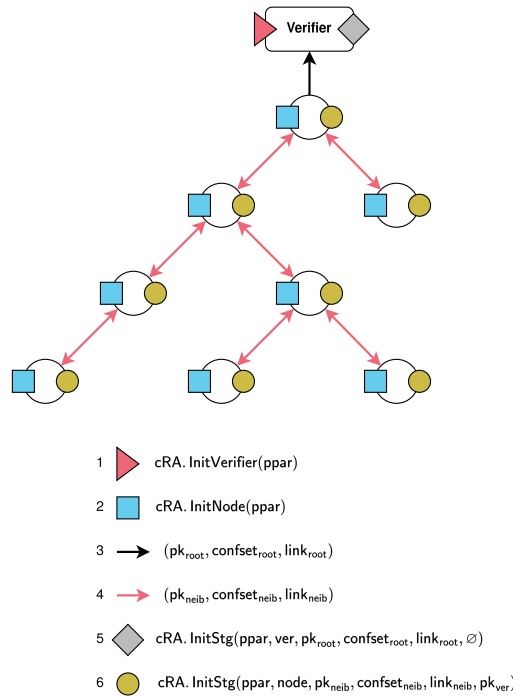 Verifier
1 cRA.InitVerifier(ppar)
2 cRA.InitNode(ppar)
3 (pk_root, confset_root, link_root)
4 (pk_neib, confset_neib, link_neib)
5 cRA.InitStg(ppar, ver, pk_root, confset_root, link_root, ∅)
6 cRA.InitStg(ppar, node, pk_neib, confset_neib, link_neib, pk_ver)